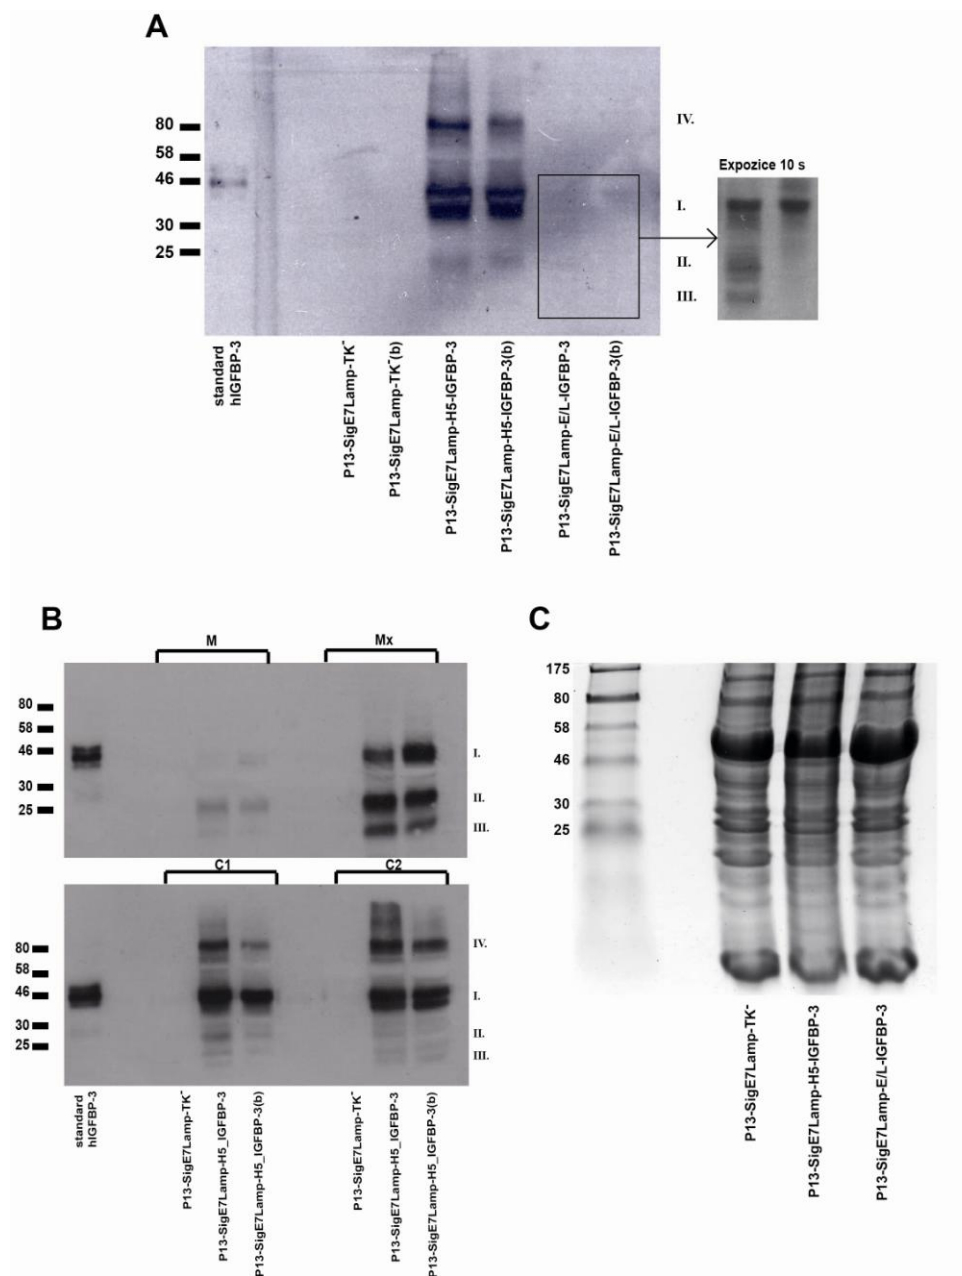 A
80
58
46
30
25
IV.
I.
II.
III.
Expozice 10 s
standard
hIGFBP-3
P13-SigE7Lamp-TK⁻
P13-SigE7Lamp-TK⁻(b)
P13-SigE7Lamp-H5-IGFBP-3
P13-SigE7Lamp-H5-IGFBP-3(b)
P13-SigE7Lamp-E/L-IGFBP-3
P13-SigE7Lamp-E/L-IGFBP-3(b)
B
M
Mx
80
58
46
30
25
I.
II.
III.
C1
C2
80
58
46
30
25
IV.
I.
II.
III.
standard
hIGFBP-3
P13-SigE7Lamp-TK⁻
P13-SigE7Lamp-H5_IGFBP-3
P13-SigE7Lamp-H5_IGFBP-3(b)
P13-SigE7Lamp-TK⁻
P13-SigE7Lamp-H5_IGFBP-3
P13-SigE7Lamp-H5_IGFBP-3(b)
C
175
80
58
46
30
25
P13-SigE7Lamp-TK⁻
P13-SigE7Lamp-H5-IGFBP-3
P13-SigE7Lamp-E/L-IGFBP-3